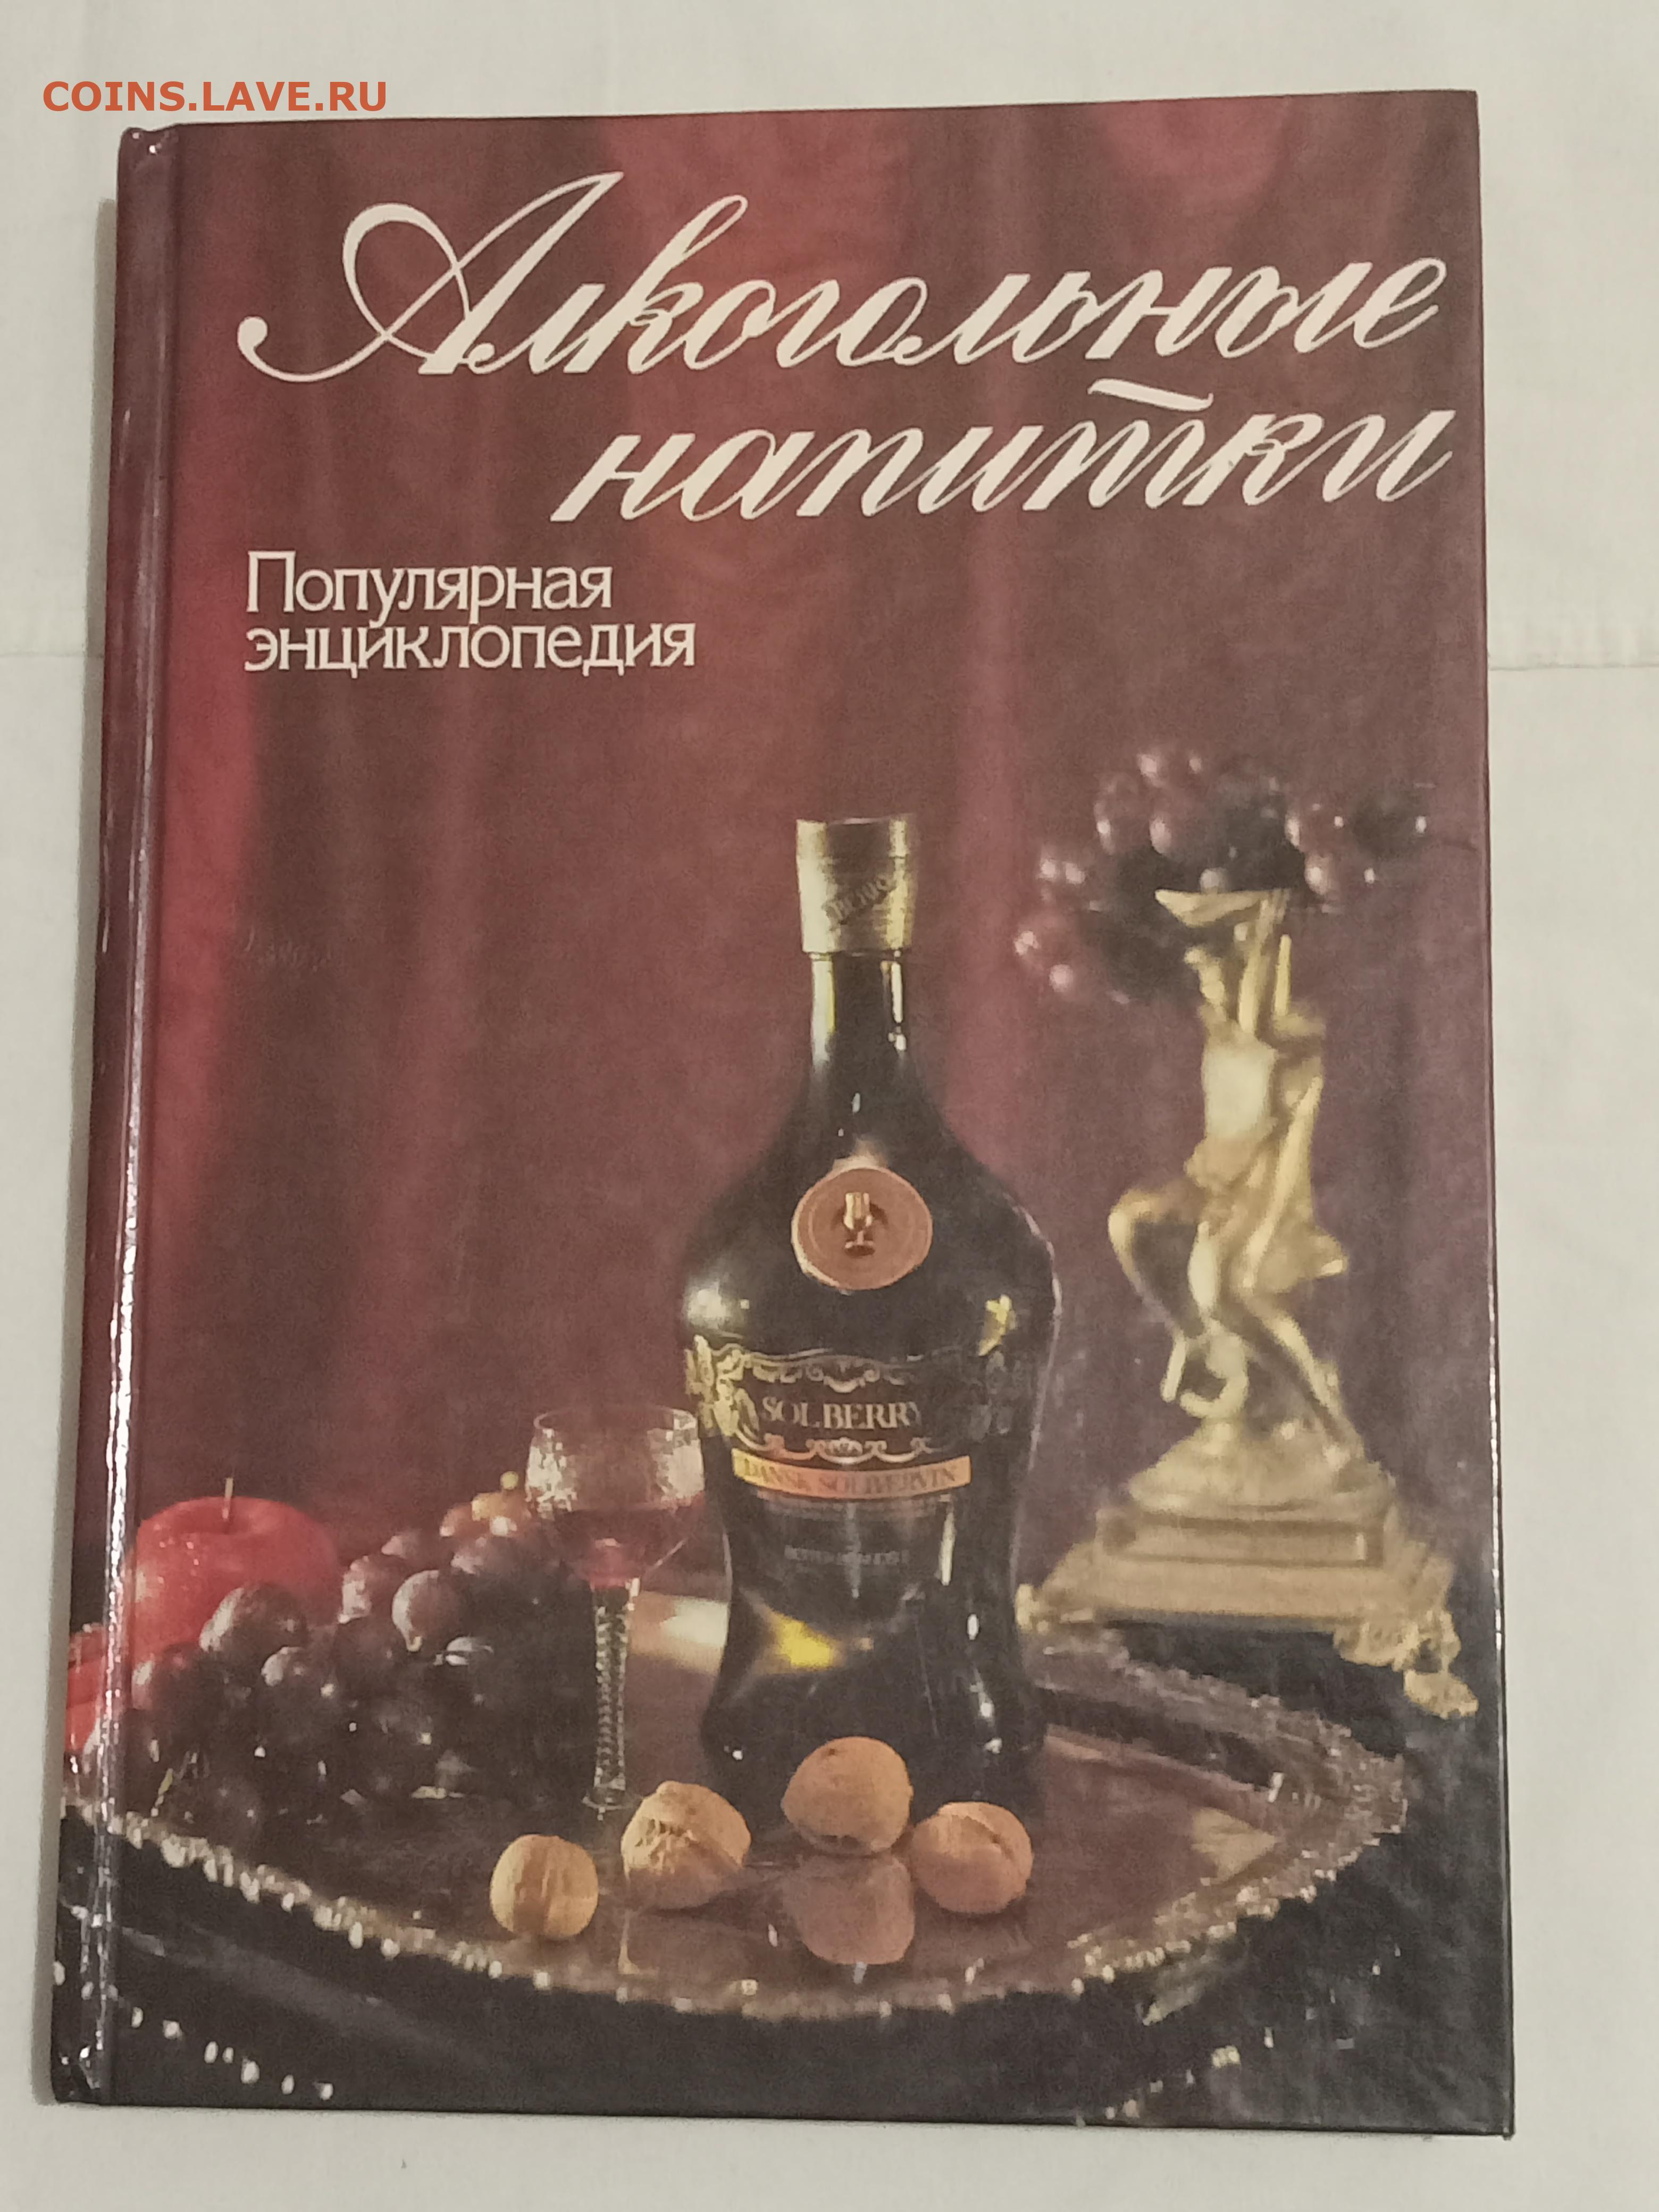 COINS.LAVE.RU
Алкогольные
напитки
Популярная
энциклопедия
SOLBERRY
DANSK SOLBÆRVIN